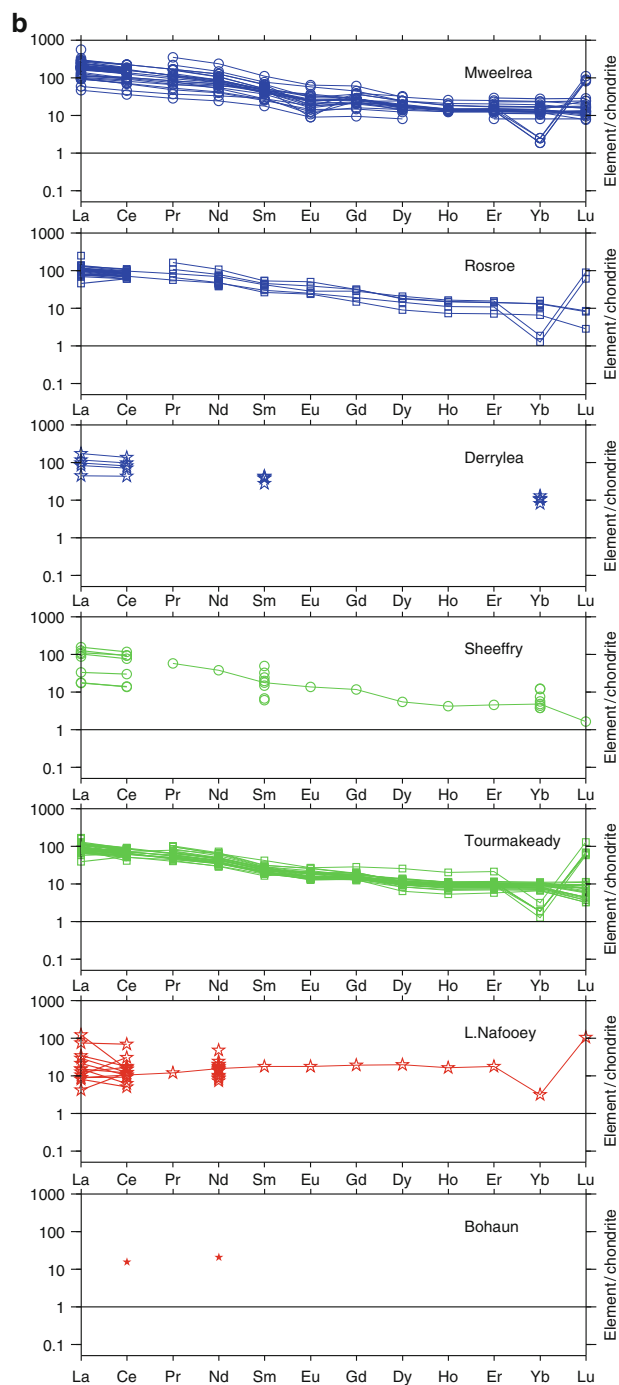 b
1000
100
10
1
0.1
Mweelrea
Element/chondrite
La Ce Pr Nd Sm Eu Gd Dy Ho Er Yb Lu
1000
100
10
1
0.1
Rosroe
Element/chondrite
La Ce Pr Nd Sm Eu Gd Dy Ho Er Yb Lu
1000
100
10
1
0.1
Derrylea
Element/chondrite
La Ce Pr Nd Sm Eu Gd Dy Ho Er Yb Lu
1000
100
10
1
0.1
Sheeffry
Element/chondrite
La Ce Pr Nd Sm Eu Gd Dy Ho Er Yb Lu
1000
100
10
1
0.1
Tourmakeady
Element/chondrite
La Ce Pr Nd Sm Eu Gd Dy Ho Er Yb Lu
1000
100
10
1
0.1
L.Nafooey
Element/chondrite
La Ce Pr Nd Sm Eu Gd Dy Ho Er Yb Lu
1000
100
10
1
0.1
Bohaun
Element/chondrite
La Ce Pr Nd Sm Eu Gd Dy Ho Er Yb Lu